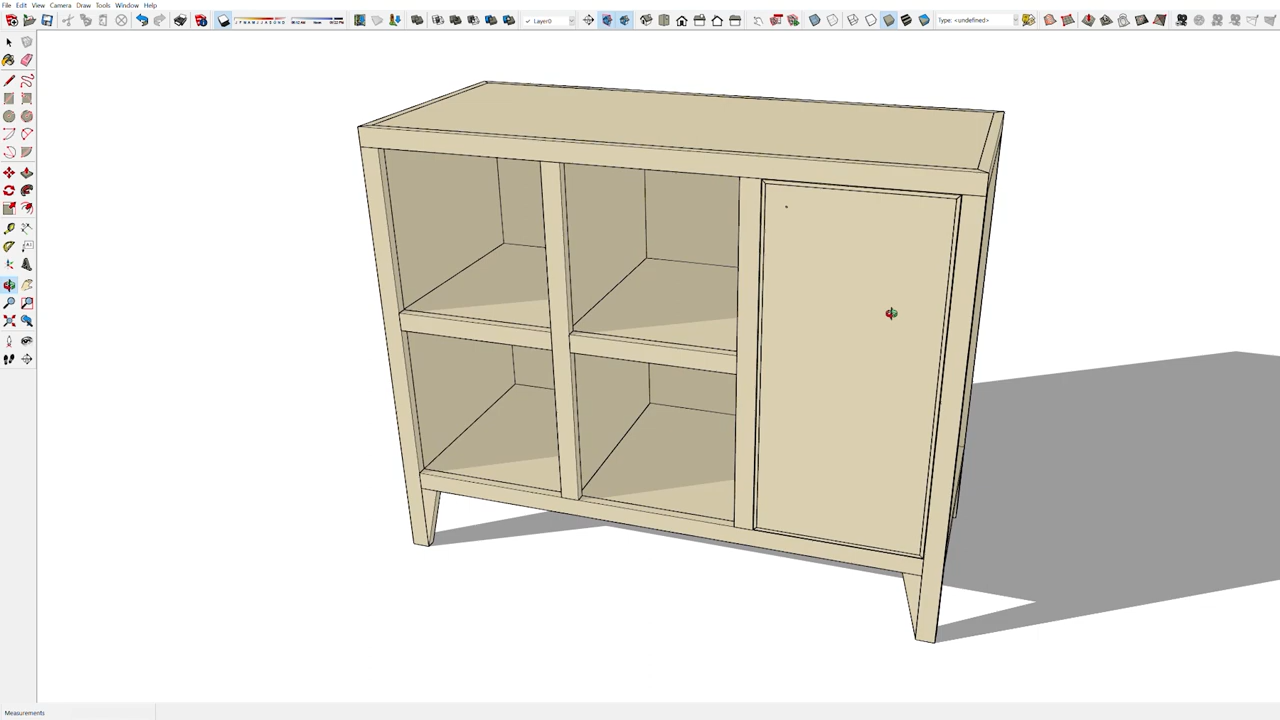 File Edit View Camera Draw Tools Window Help
Layer0
Type: <undefined>
Measurements